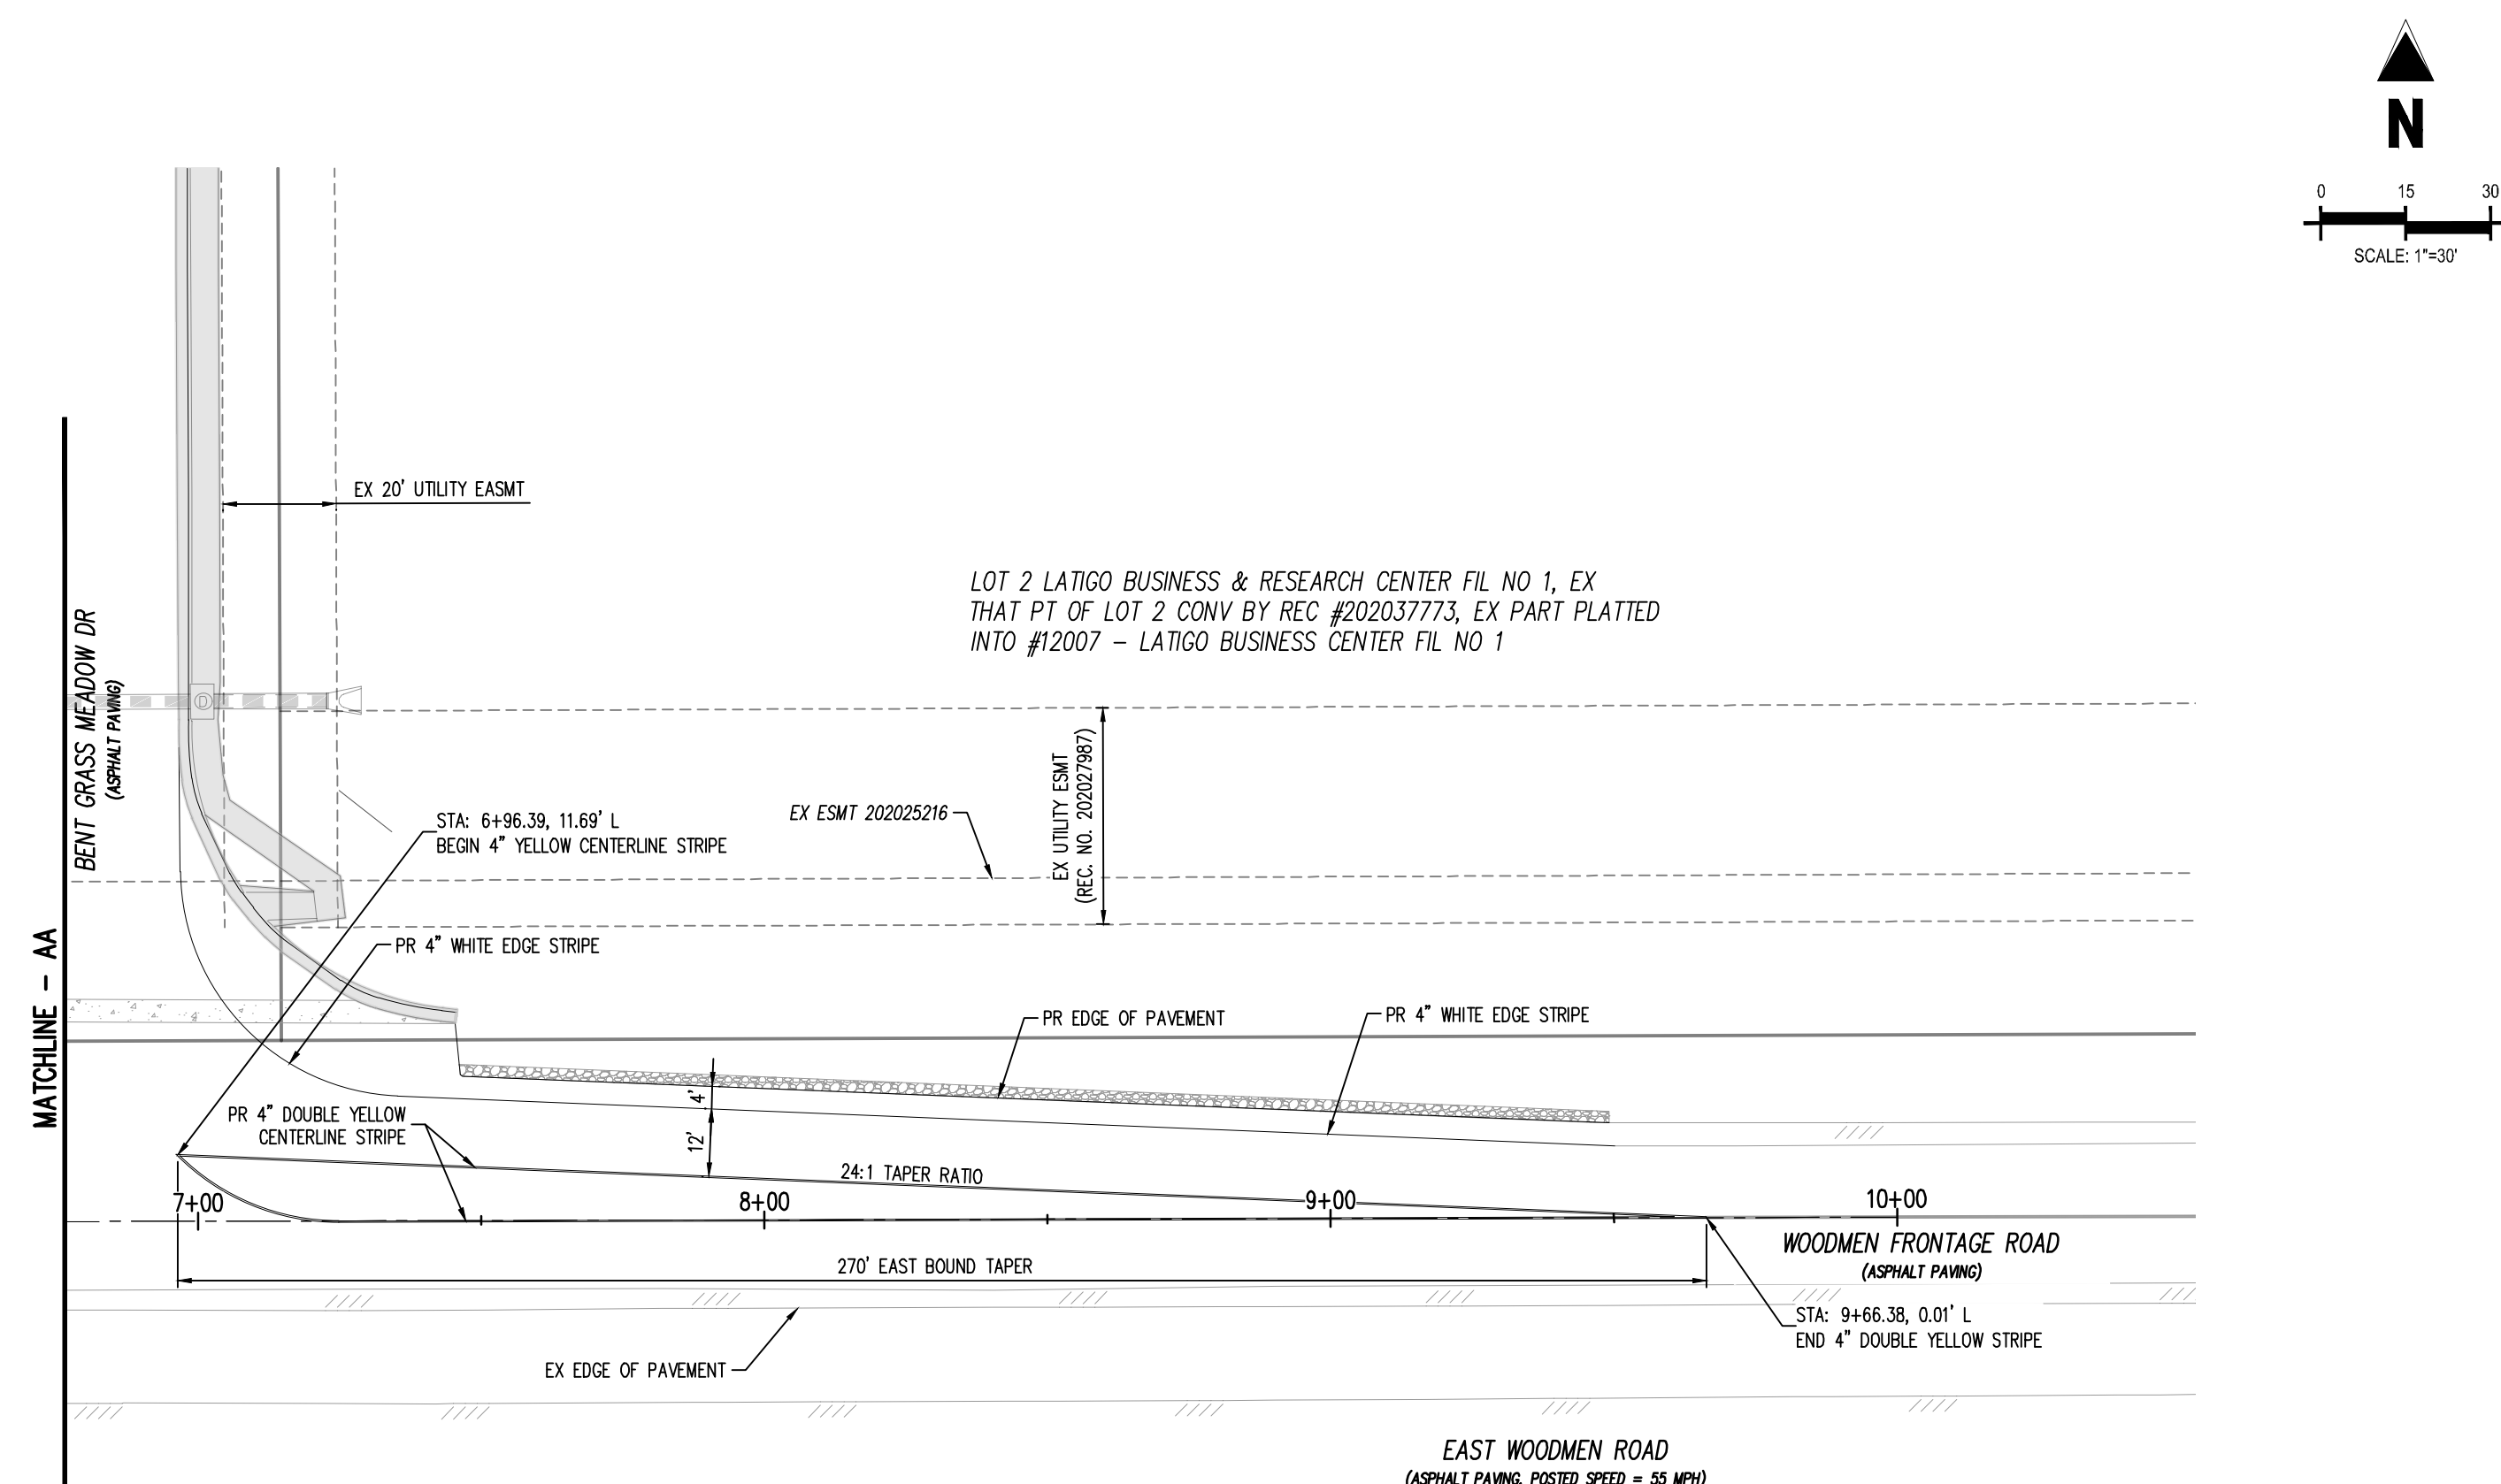 N
0 15 30
SCALE: 1"=30'
EX 20' UTILITY EASMT
LOT 2 LATIGO BUSINESS & RESEARCH CENTER FIL NO 1, EX
THAT PT OF LOT 2 CONV BY REC #202037773, EX PART PLATTED
INTO #12007 - LATIGO BUSINESS CENTER FIL NO 1
BENT GRASS MEADOW DR
(ASPHALT PAVING)
D
STA: 6+96.39, 11.69' L
BEGIN 4" YELLOW CENTERLINE STRIPE
EX ESMT 202025216
EX UTILITY ESMT
(REC. NO. 202027987)
MATCHLINE - AA
PR 4" WHITE EDGE STRIPE
PR EDGE OF PAVEMENT
PR 4" WHITE EDGE STRIPE
PR 4" DOUBLE YELLOW
CENTERLINE STRIPE
4'
12'
24:1 TAPER RATIO
7+00
8+00
9+00
10+00
WOODMEN FRONTAGE ROAD
(ASPHALT PAVING)
270' EAST BOUND TAPER
STA: 9+66.38, 0.01' L
END 4" DOUBLE YELLOW STRIPE
EX EDGE OF PAVEMENT
EAST WOODMEN ROAD
(ASPHALT PAVING, POSTED SPEED = 55 MPH)